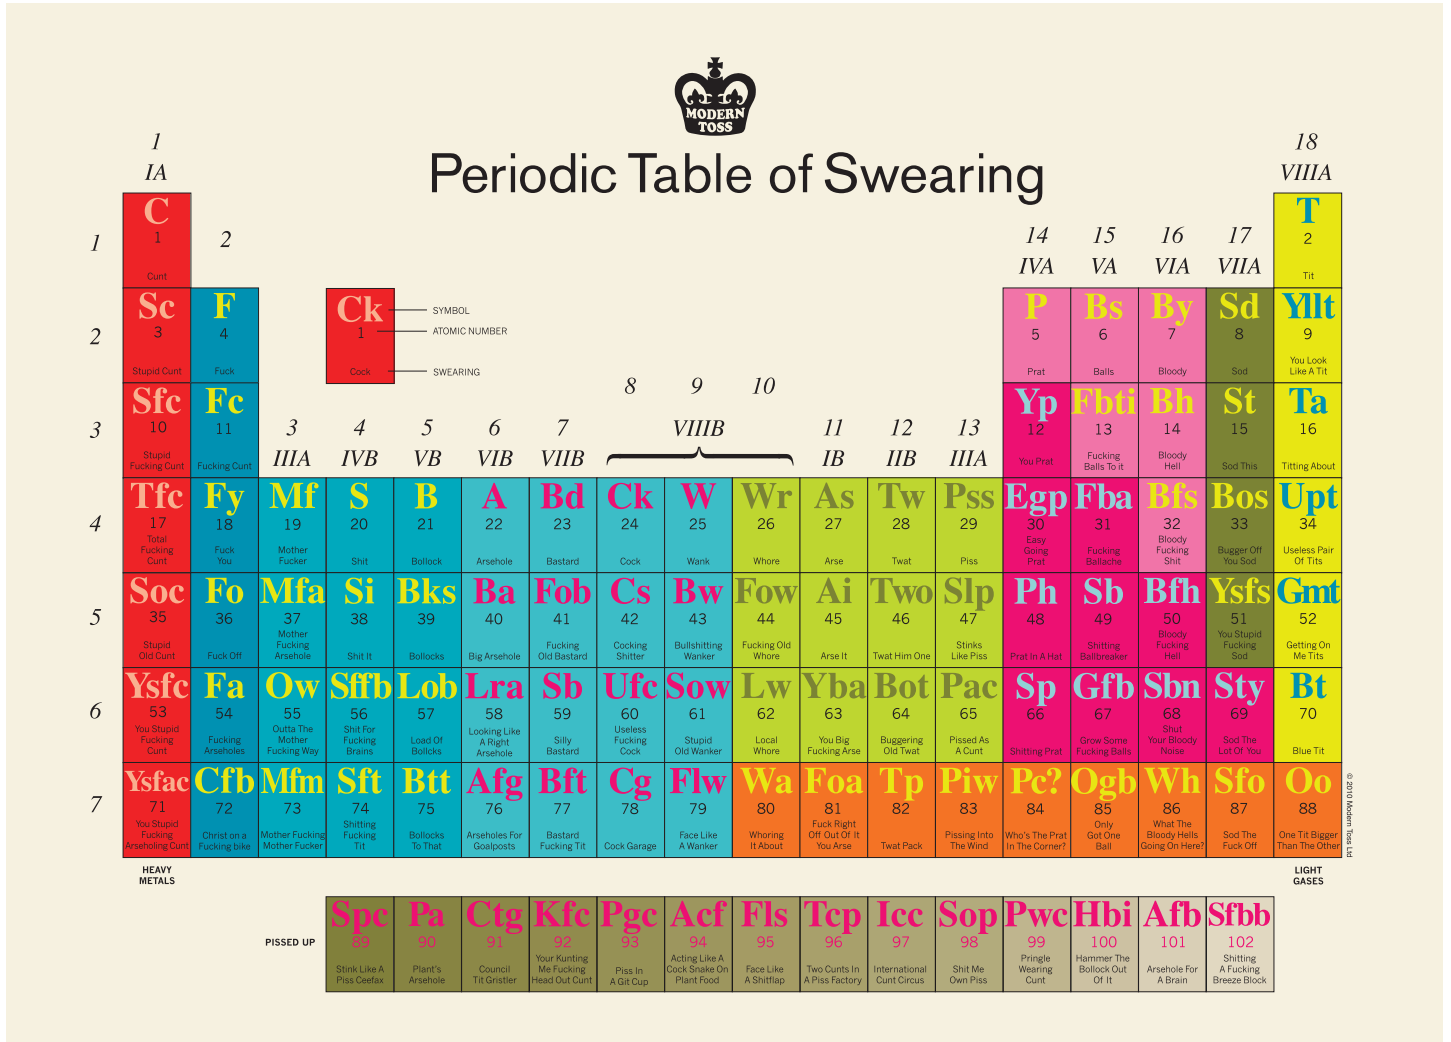 MODERN
TOSS
Periodic Table of Swearing
1
IA
18
VIIIA
1
C
1
Cunt
2
14
IVA
15
VA
16
VIA
17
VIIA
T
2
Tit
2
Sc
3
Stupid Cunt
F
4
Fuck
Ck
1
Cock
SYMBOL
ATOMIC NUMBER
SWEARING
P
5
Prat
Bs
6
Balls
By
7
Bloody
Sd
8
Sod
Yllt
9
You Look
Like A Tit
3
Sfc
10
Stupid
Fucking Cunt
Fc
11
Fucking Cunt
3
IIIA
4
IVB
5
VB
6
VIB
7
VIIB
8
9
10
VIIIB
11
IB
12
IIB
13
IIIA
Yp
12
You Prat
Fbti
13
Fucking
Balls To it
Bh
14
Bloody
Hell
St
15
Sod This
Ta
16
Titting About
4
Tfc
17
Total
Fucking
Cunt
Fy
18
Fuck
You
Mf
19
Mother
Fucker
S
20
Shit
B
21
Bollock
A
22
Arsehole
Bd
23
Bastard
Ck
24
Cock
W
25
Wank
Wr
26
Whore
As
27
Arse
Tw
28
Twat
Pss
29
Piss
Egp
30
Easy
Going
Prat
Fba
31
Fucking
Ballache
Bfs
32
Bloody
Fucking
Shit
Bos
33
Bugger Off
You Sod
Upt
34
Useless Pair
Of Tits
5
Soc
35
Stupid
Old Cunt
Fo
36
Fuck Off
Mfa
37
Mother
Fucking
Arsehole
Si
38
Shit It
Bks
39
Bollocks
Ba
40
Big Arsehole
Fob
41
Fucking
Old Bastard
Cs
42
Cocking
Shitter
Bw
43
Bullshitting
Wanker
Fow
44
Fucking Old
Whore
Ai
45
Arse It
Two
46
Twat Him One
Slp
47
Stinks
Like Piss
Ph
48
Prat In A Hat
Sb
49
Shitting
Ballbreaker
Bfh
50
Bloody
Fucking
Hell
Ysfs
51
You Stupid
Fucking
Sod
Gmt
52
Getting On
Me Tits
6
Ysfc
53
You Stupid
Fucking
Cunt
Fa
54
Fucking
Arseholes
Ow
55
Outta The
Mother
Fucking Way
Sffb
56
Shit For
Fucking
Brains
Lob
57
Load Of
Bollcks
Lra
58
Looking Like
A Right
Arsehole
Sb
59
Silly
Bastard
Ufc
60
Useless
Fucking
Cock
Sow
61
Stupid
Old Wanker
Lw
62
Local
Whore
Yba
63
You Big
Fucking Arse
Bot
64
Buggering
Old Twat
Pac
65
Pissed As
A Cunt
Sp
66
Shitting Prat
Gfb
67
Grow Some
Fucking Balls
Sbn
68
Shut
Your Bloody
Noise
Sty
69
Sod The
Lot Of You
Bt
70
Blue Tit
7
Ysfac
71
You Stupid
Fucking
Arseholing Cunt
Cfb
72
Christ on a
Fucking bike
Mfm
73
Mother Fucking
Mother Fucker
Sft
74
Shitting
Fucking
Tit
Btt
75
Bollocks
To That
Afg
76
Arseholes For
Goalposts
Bft
77
Bastard
Fucking Tit
Cg
78
Cock Garage
Flw
79
Face Like
A Wanker
Wa
80
Whoring
It About
Foa
81
Fuck Right
Off Out Of It
You Arse
Tp
82
Twat Pack
Piw
83
Pissing Into
The Wind
Pc?
84
Who's The Prat
In The Corner?
Ogb
85
Only
Got One
Ball
Wh
86
What The
Bloody Hells
Going On Here?
Sfo
87
Sod The
Fuck Off
Oo
88
One Tit Bigger
Than The Other
© 2010 Modern Toss Ltd
HEAVY
METALS
LIGHT
GASES
PISSED UP
Spc
89
Stink Like A
Piss Ceefax
Pa
90
Plant's
Arsehole
Ctg
91
Council
Tit Gristler
Kfc
92
Your Kunting
Me Fucking
Head Out Cunt
Pgc
93
Piss In
A Git Cup
Acf
94
Acting Like A
Cock Snake On
Plant Food
Fls
95
Face Like
A Shitflap
Tcp
96
Two Cunts In
A Piss Factory
Icc
97
International
Cunt Circus
Sop
98
Shit Me
Own Piss
Pwc
99
Pringle
Wearing
Cunt
Hbi
100
Hammer The
Bollock Out
Of It
Afb
101
Arsehole For
A Brain
Sfbb
102
Shitting
A Fucking
Breeze Block